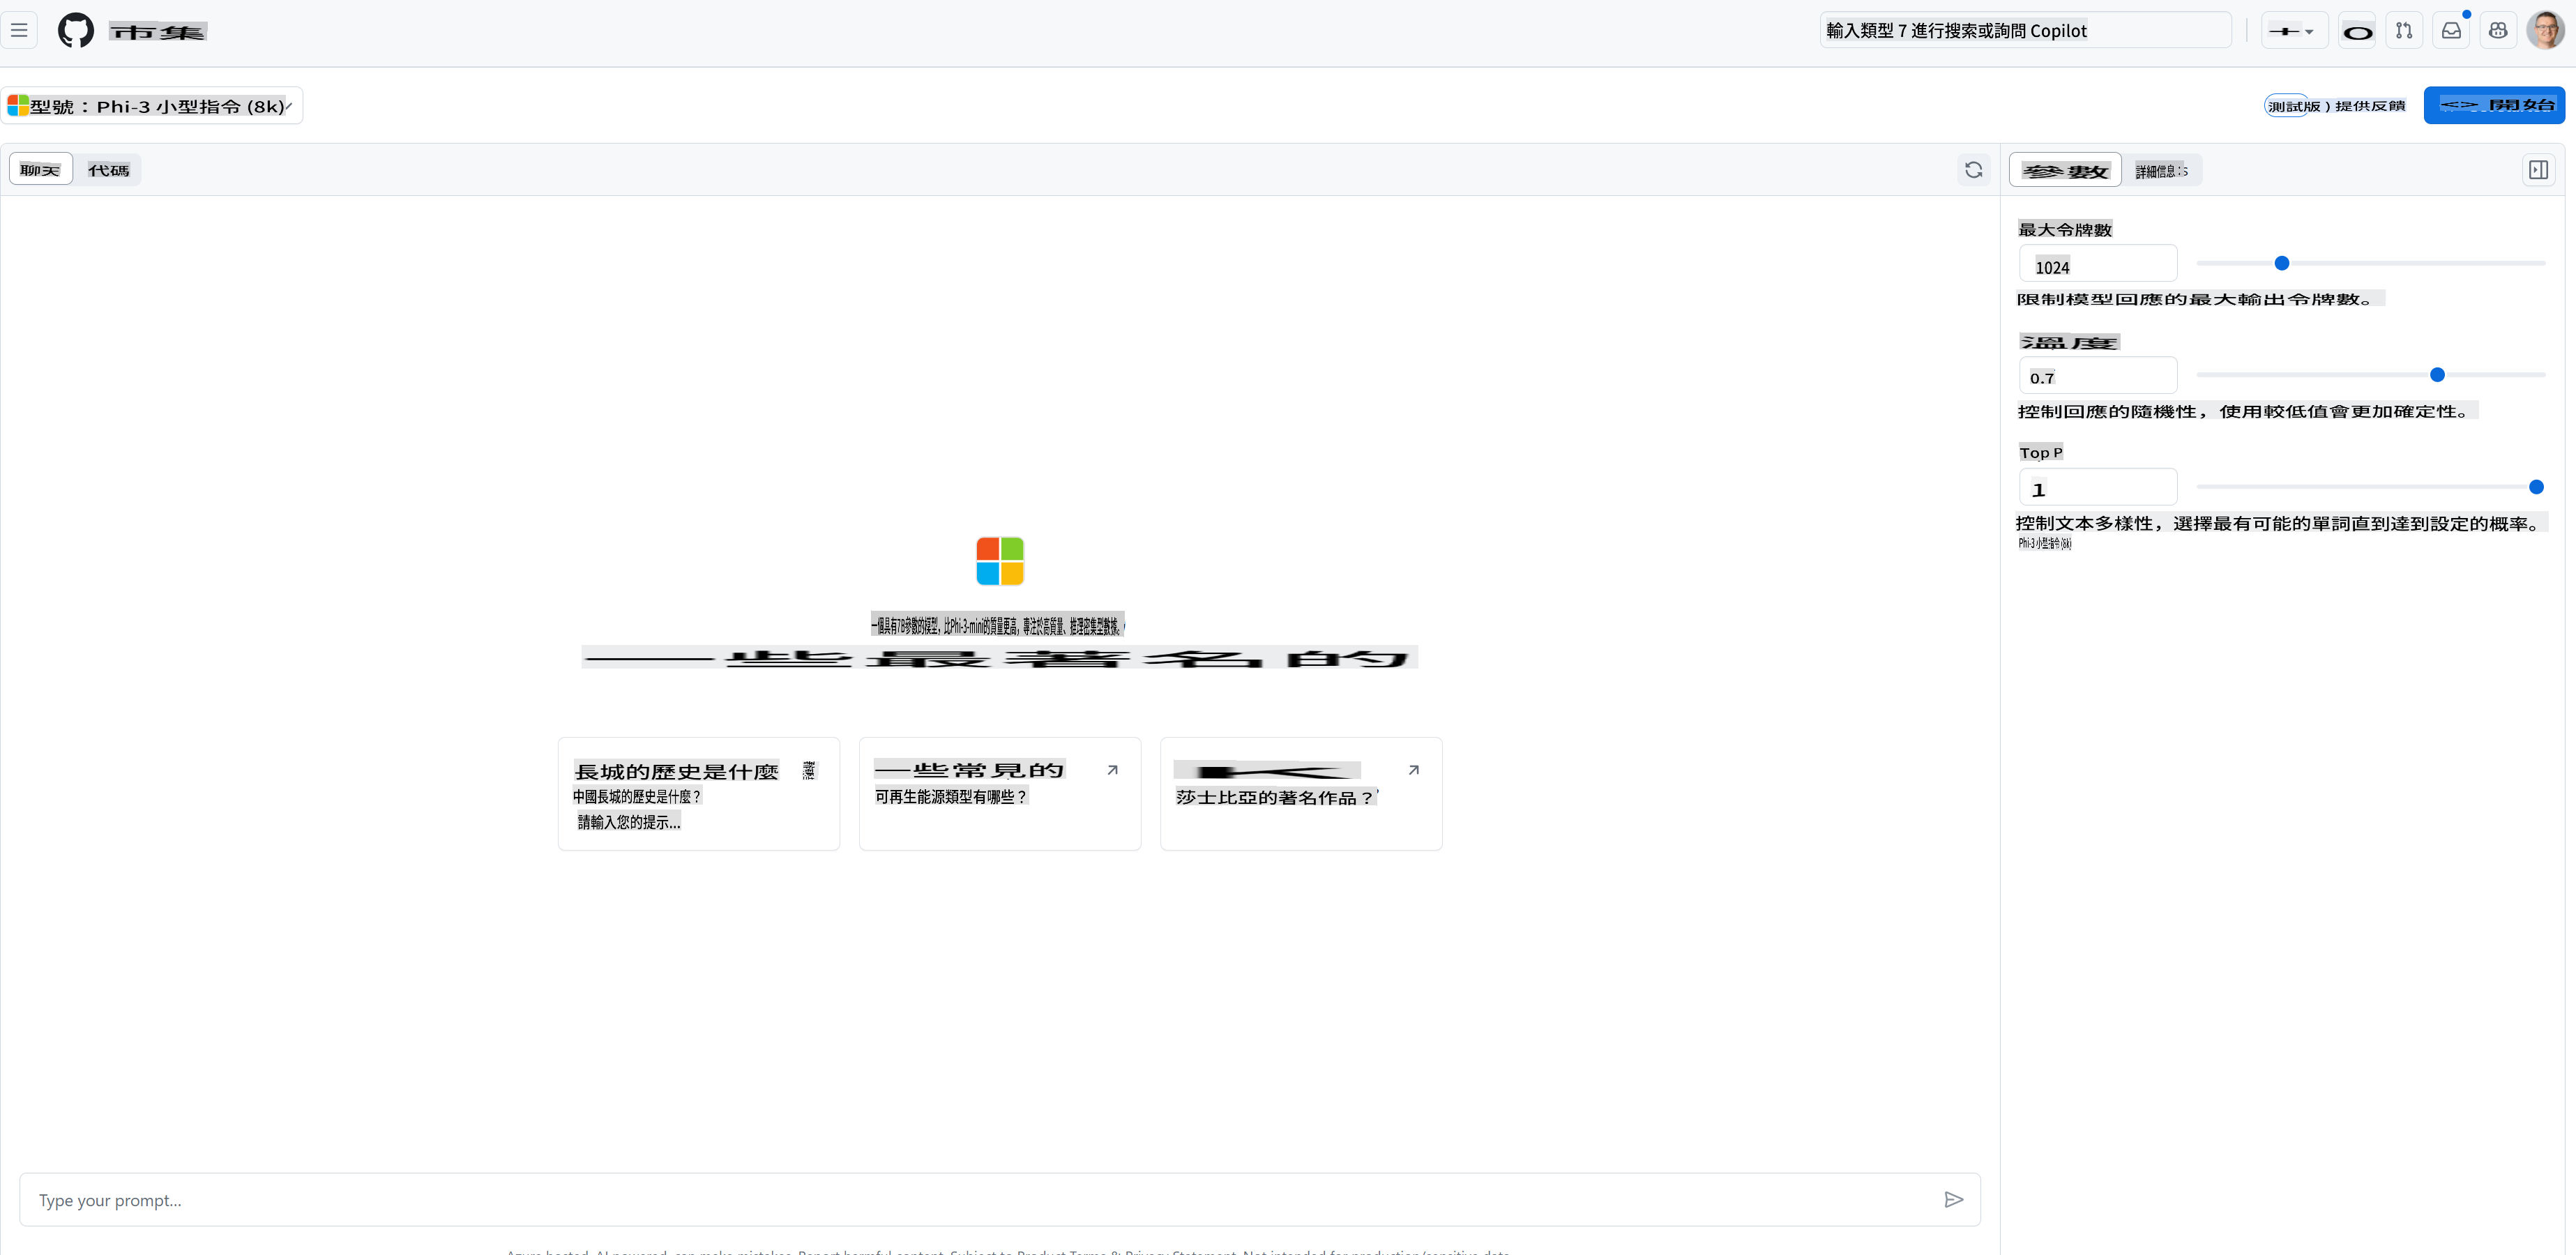 市集
輸入類型 7 進行搜索或詢問 Copilot
型號：Phi-3 小型指令 (8k)
測試版 ) 提供反饋
<> 開始
聊天
代碼
參數
詳細信息：s
最大令牌數
1024
限制模型回應的最大輸出令牌數。
溫度
0.7
控制回應的隨機性，使用較低值會更加確定性。
Top P
1
控制文本多樣性，選擇最有可能的單詞直到達到設定的概率。
Phi-3 小型指令 (8k)
一個具有7B參數的模型，比Phi-3-mini的質量更高，專注於高質量、推理密集型數據。
一些最著名的
長城的歷史是什麼
中國長城的歷史是什麼？
請輸入您的提示...
一些常見的
可再生能源類型有哪些？
莎士比亞的著名作品？
Type your prompt...
Azure hosted. AI powered, can make mistakes. Report harmful content. Subject to Product Terms & Privacy Statement. Not intended for production/sensitive data.